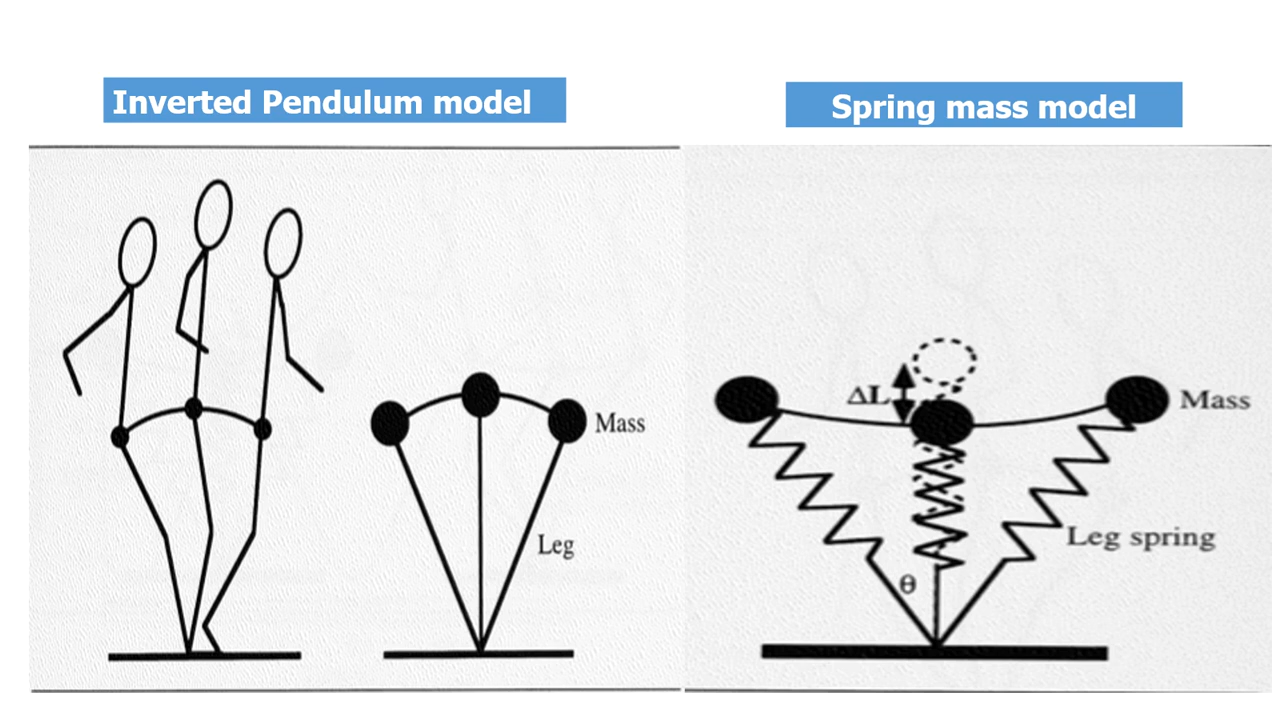 Inverted Pendulum model
Spring mass model
Mass
Leg
ΔL
Mass
Leg spring
θ